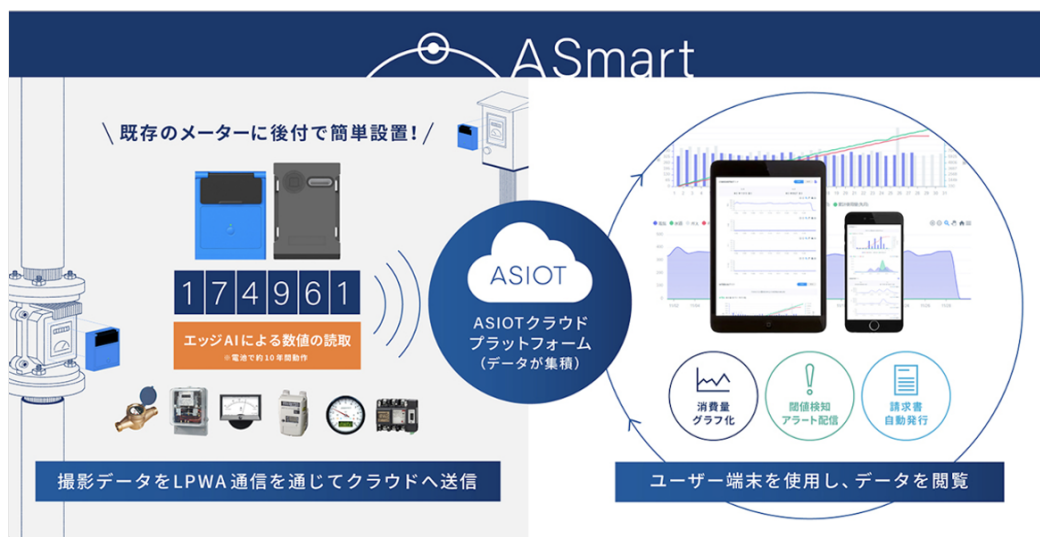 ASmart
\ 既存のメーターに後付で簡単設置! /
174961
エッジAIによる数値の読取
※電池で約10年間動作
撮影データをLPWA通信を通じてクラウドへ送信
ASIOT
ASIOTクラウド
プラットフォーム
(データが集積)
消費量
グラフ化
閾値検知
アラート配信
請求書
自動発行
ユーザー端末を使用し、データを閲覧